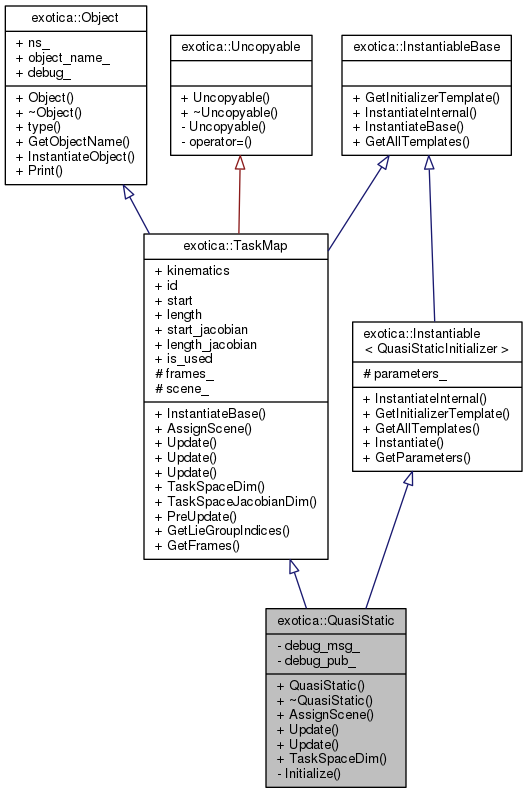 exotica::Object
+ ns_
+ object_name_
+ debug_
+ Object()
+ ~Object()
+ type()
+ GetObjectName()
+ InstantiateObject()
+ Print()
exotica::Uncopyable
+ Uncopyable()
+ ~Uncopyable()
- Uncopyable()
- operator=()
exotica::InstantiableBase
+ GetInitializerTemplate()
+ InstantiateInternal()
+ InstantiateBase()
+ GetAllTemplates()
exotica::TaskMap
+ kinematics
+ id
+ start
+ length
+ start_jacobian
+ length_jacobian
+ is_used
# frames_
# scene_
+ InstantiateBase()
+ AssignScene()
+ Update()
+ Update()
+ Update()
+ TaskSpaceDim()
+ TaskSpaceJacobianDim()
+ PreUpdate()
+ GetLieGroupIndices()
+ GetFrames()
exotica::Instantiable
< QuasiStaticInitializer >
# parameters_
+ InstantiateInternal()
+ GetInitializerTemplate()
+ GetAllTemplates()
+ Instantiate()
+ GetParameters()
exotica::QuasiStatic
- debug_msg_
- debug_pub_
+ QuasiStatic()
+ ~QuasiStatic()
+ AssignScene()
+ Update()
+ Update()
+ TaskSpaceDim()
- Initialize()